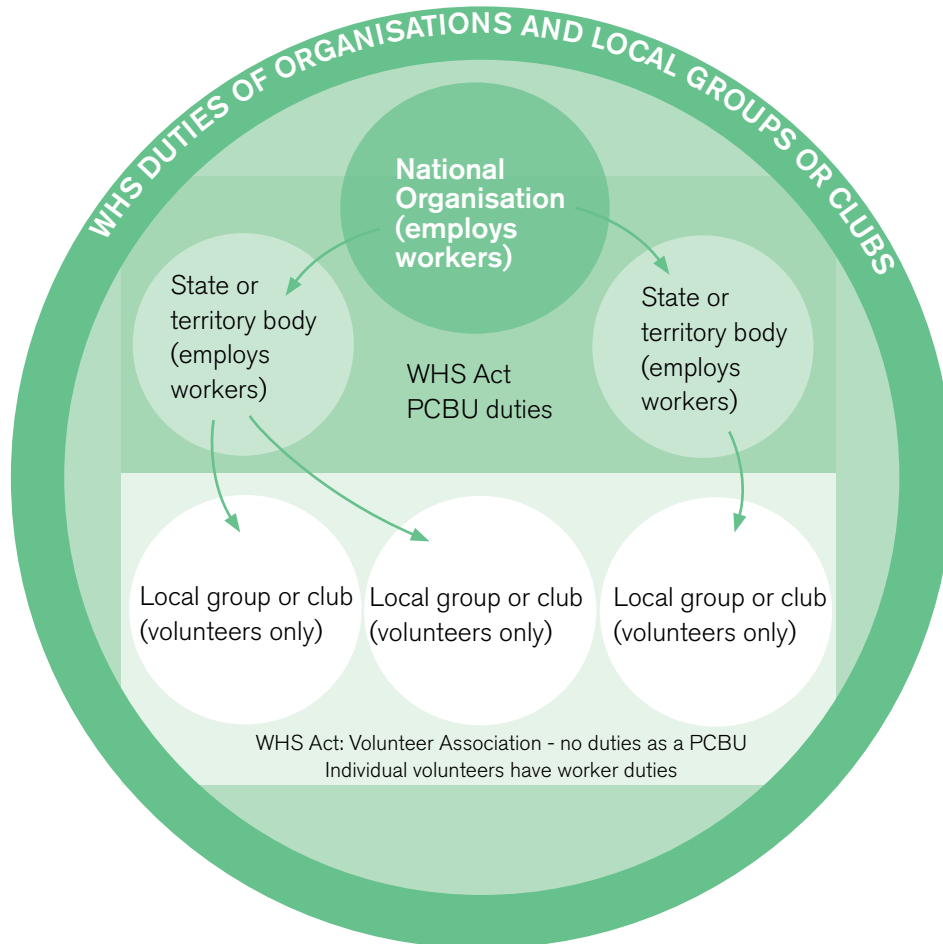 WHS DUTIES OF ORGANISATIONS AND LOCAL GROUPS OR CLUBS
National
Organisation
(employs
workers)
State or
territory body
(employs
workers)
State or
territory body
(employs
workers)
WHS Act
PCBU duties
Local group or club
(volunteers only)
Local group or club
(volunteers only)
Local group or club
(volunteers only)
WHS Act: Volunteer Association - no duties as a PCBU
Individual volunteers have worker duties